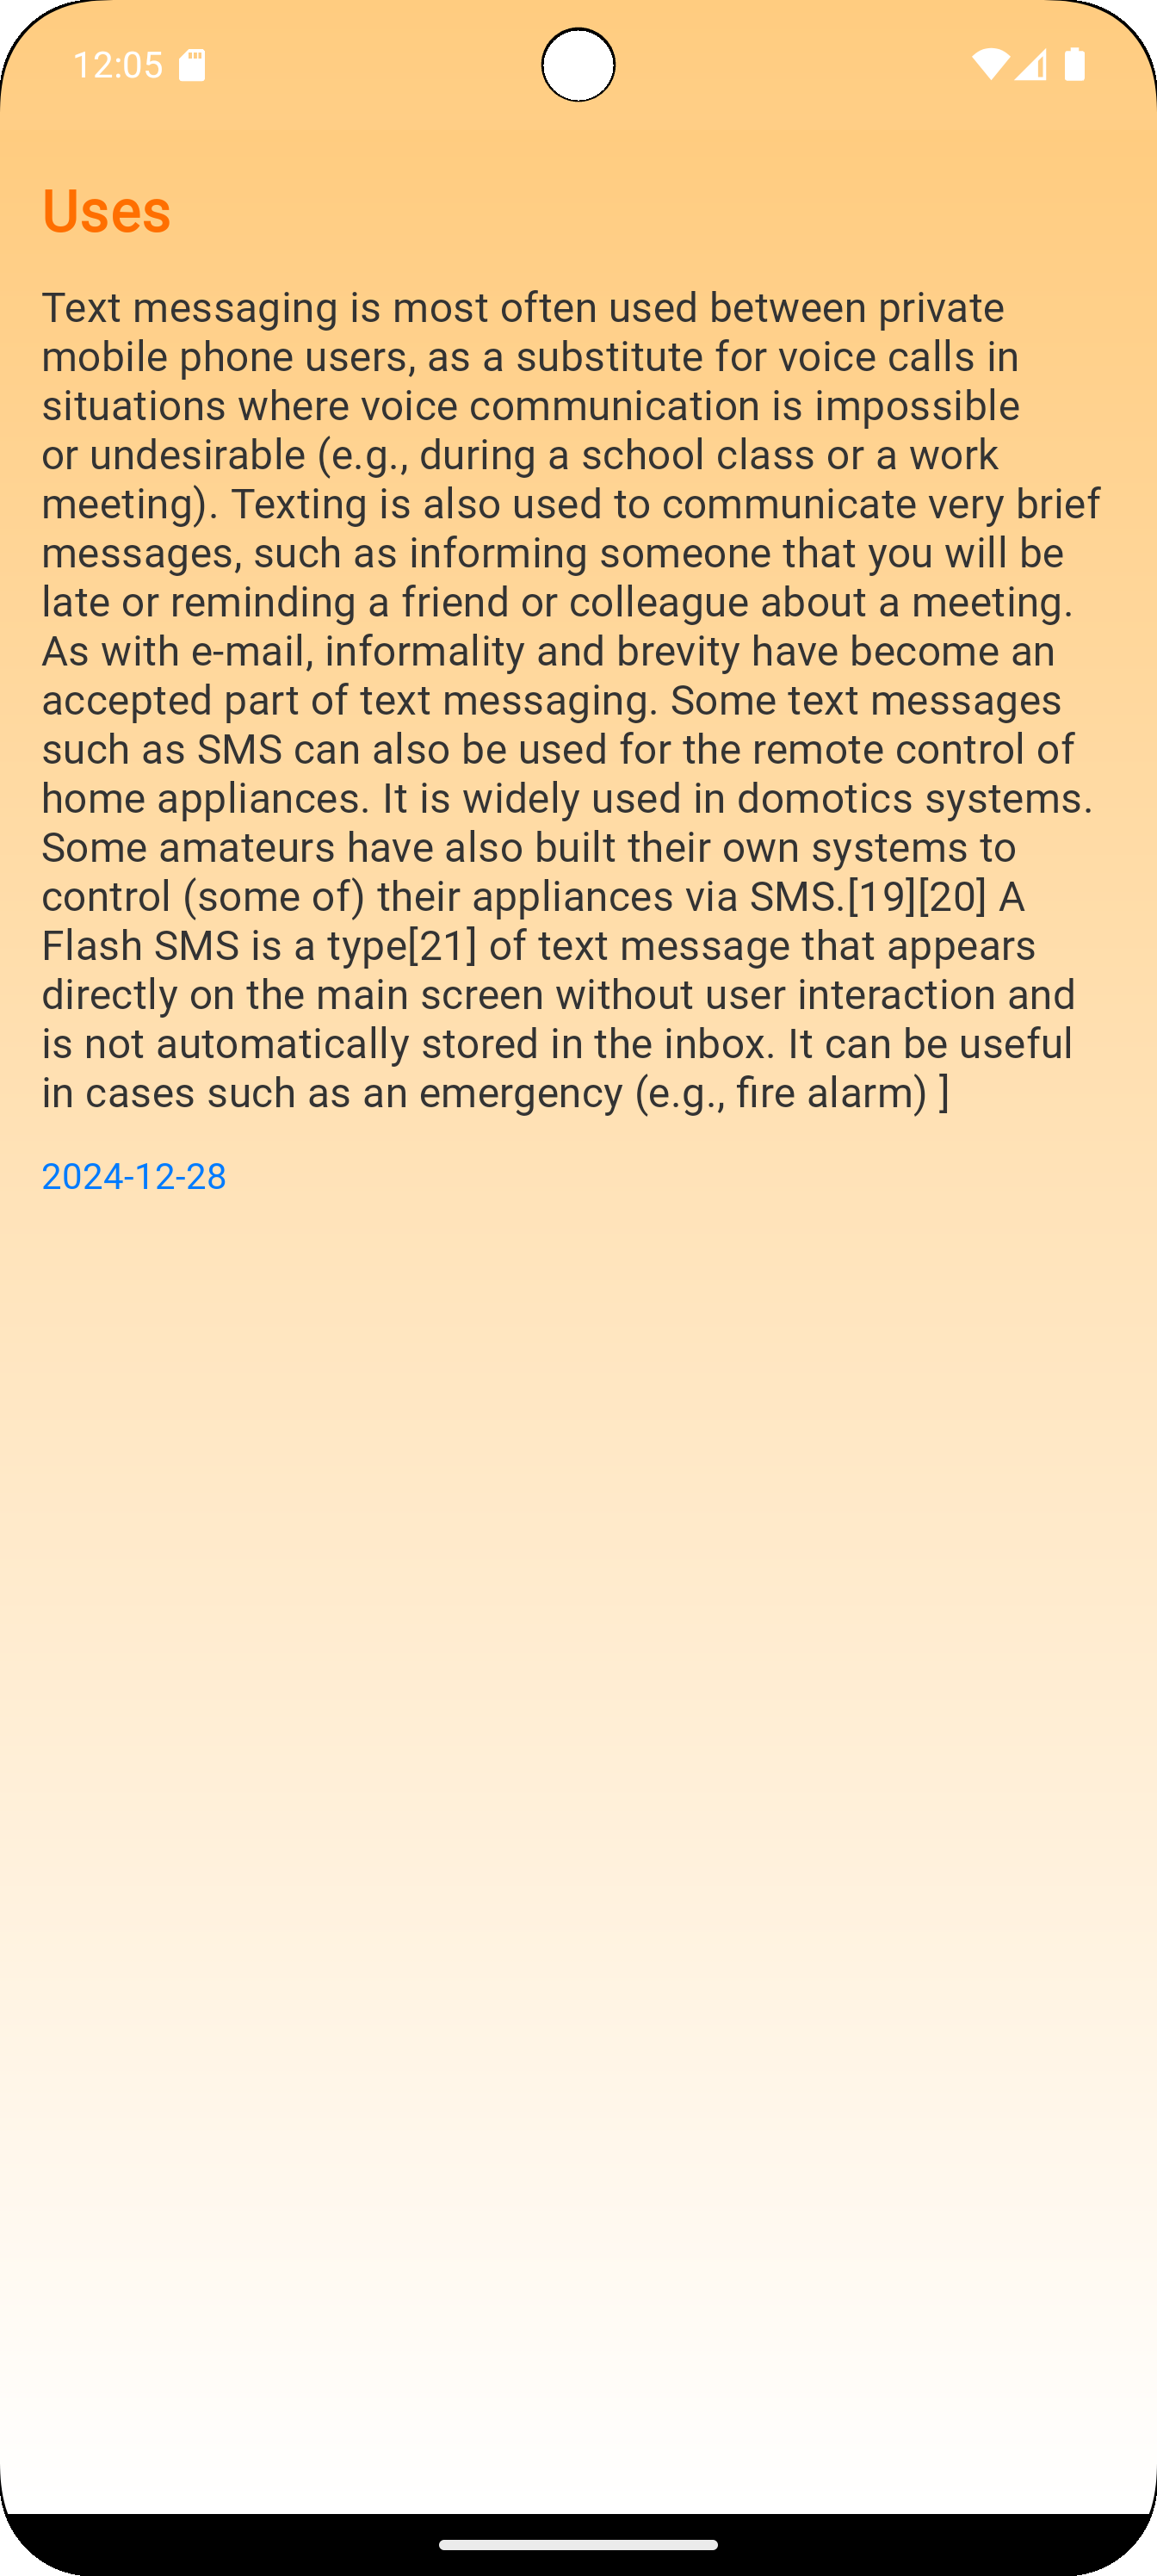 12:05
Uses
Text messaging is most often used between private
mobile phone users, as a substitute for voice calls in
situations where voice communication is impossible
or undesirable (e.g., during a school class or a work
meeting). Texting is also used to communicate very brief
messages, such as informing someone that you will be
late or reminding a friend or colleague about a meeting.
As with e-mail, informality and brevity have become an
accepted part of text messaging. Some text messages
such as SMS can also be used for the remote control of
home appliances. It is widely used in domotics systems.
Some amateurs have also built their own systems to
control (some of) their appliances via SMS.[19][20] A
Flash SMS is a type[21] of text message that appears
directly on the main screen without user interaction and
is not automatically stored in the inbox. It can be useful
in cases such as an emergency (e.g., fire alarm) ]
2024-12-28